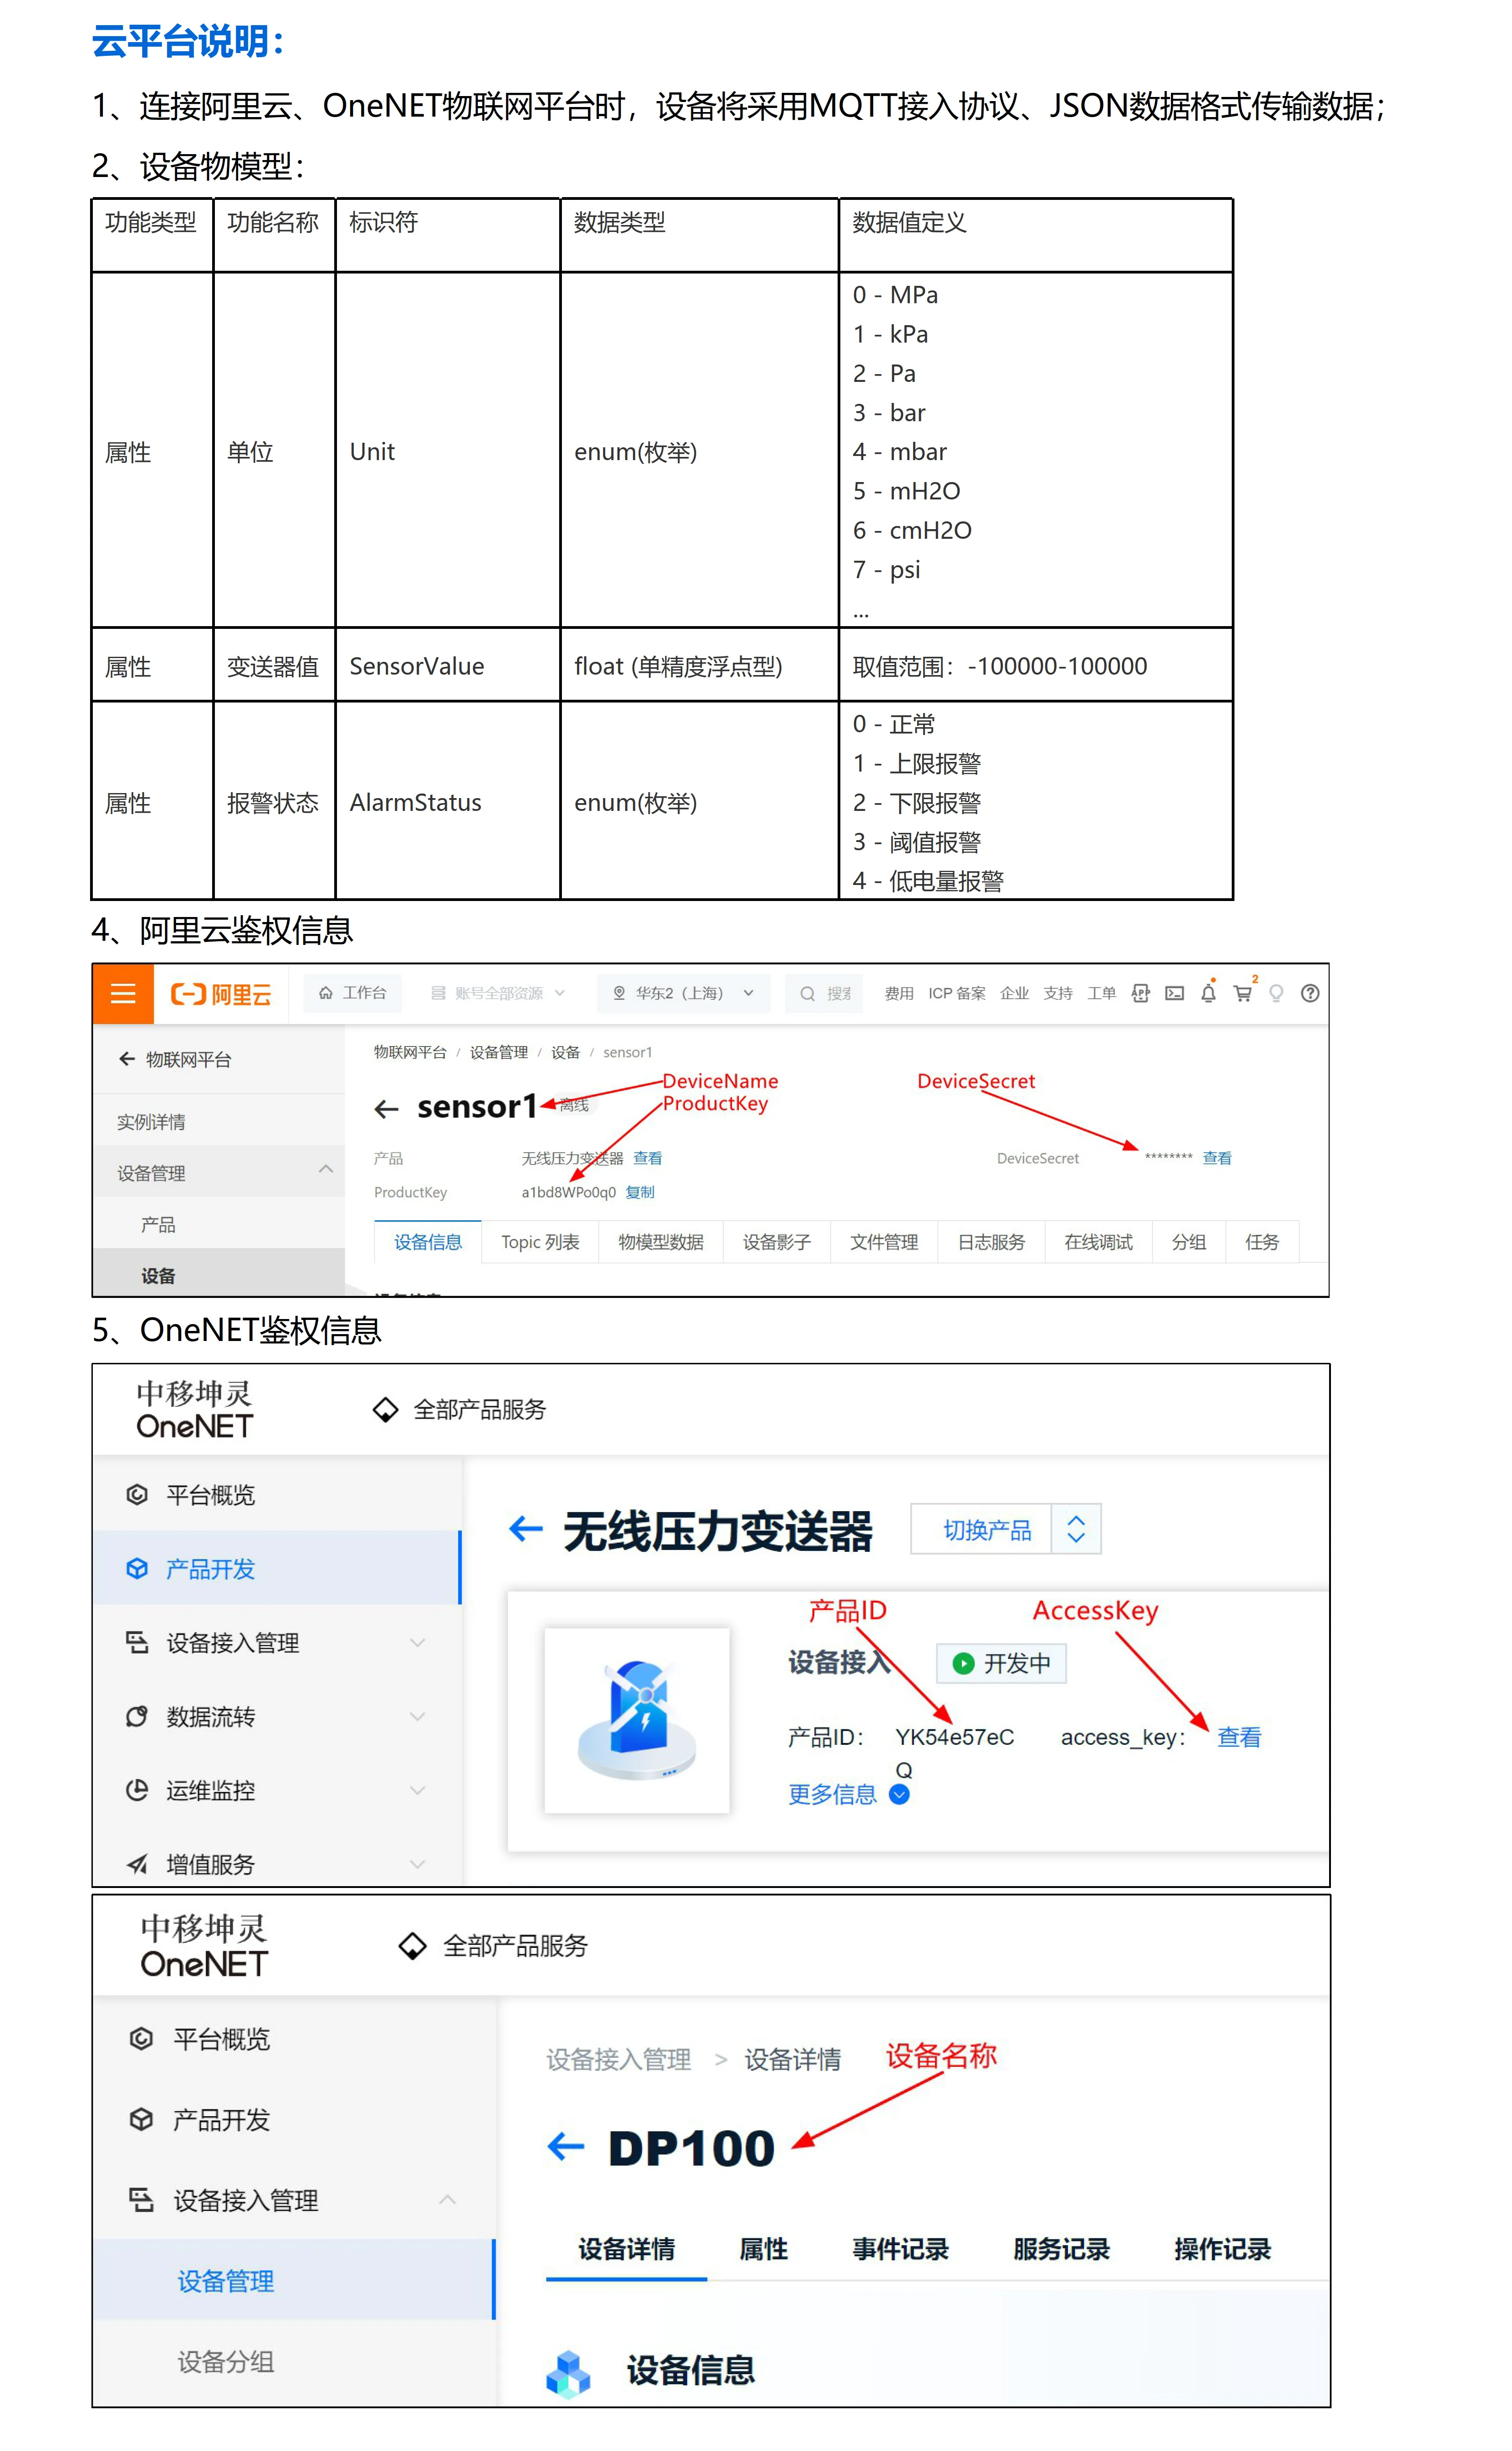 云平台说明：
1、连接阿里云、OneNET物联网平台时，设备将采用MQTT接入协议、JSON数据格式传输数据；
2、设备物模型：
功能类型 功能名称 标识符 数据类型 数据值定义
0 - MPa
1 - kPa
2 - Pa
3 - bar
属性 单位 Unit enum(枚举) 4 - mbar
5 - mH2O
6 - cmH2O
7 - psi
...
属性 变送器值 SensorValue float (单精度浮点型) 取值范围：-100000-100000
0 - 正常
1 - 上限报警
属性 报警状态 AlarmStatus enum(枚举) 2 - 下限报警
3 - 阈值报警
4 - 低电量报警
4、阿里云鉴权信息
阿里云 工作台 账号全部资源 华东2（上海） 搜索 费用 ICP 备案 企业 支持 工单 APP 2
物联网平台
物联网平台 / 设备管理 / 设备 / sensor1
DeviceName DeviceSecret
ProductKey
sensor1 离线
实例详情
产品 无线压力变送器 查看 DeviceSecret ******** 查看
设备管理
ProductKey a1bd8WPo0q0 复制
产品
设备信息 Topic 列表 物模型数据 设备影子 文件管理 日志服务 在线调试 分组 任务
设备
5、OneNET鉴权信息
中移坤灵
OneNET
全部产品服务
平台概览
产品开发
设备接入管理
数据流转
运维监控
增值服务
无线压力变送器 切换产品
产品ID AccessKey
设备接入 开发中
产品ID： YK54e57eC access_key： 查看
Q
更多信息
中移坤灵
OneNET
全部产品服务
平台概览
产品开发
设备接入管理
设备管理
设备分组
设备接入管理 > 设备详情 设备名称
DP100
设备详情 属性 事件记录 服务记录 操作记录
设备信息